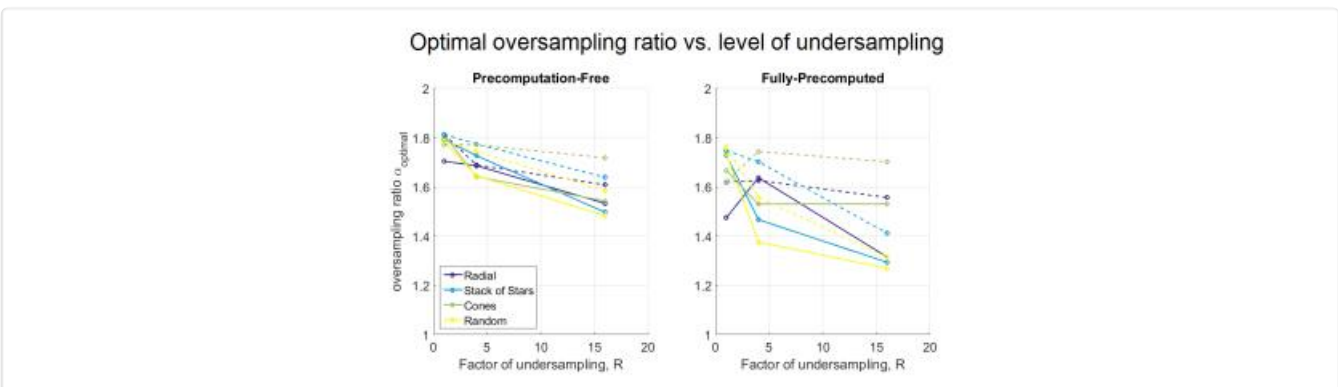 Optimal oversampling ratio vs. level of undersampling
Precomputation-Free
2
1.8
1.6
1.4
1.2
1
oversampling ratio α optimal
Radial
Stack of Stars
Cones
Random
0 5 10 15 20
Factor of undersampling, R
Fully-Precomputed
2
1.8
1.6
1.4
1.2
1
0 5 10 15 20
Factor of undersampling, R